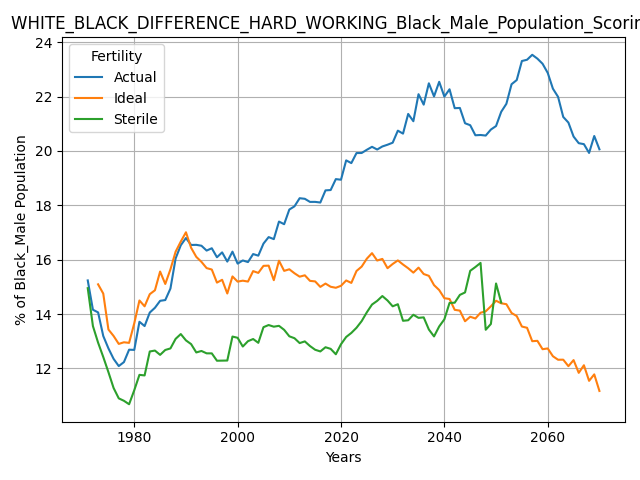 WHITE_BLACK_DIFFERENCE_HARD_WORKING_Black_Male_Population_Scorin
Fertility
Actual
Ideal
Sterile
% of Black_Male Population
24
22
20
18
16
14
12
1980
2000
2020
2040
2060
Years